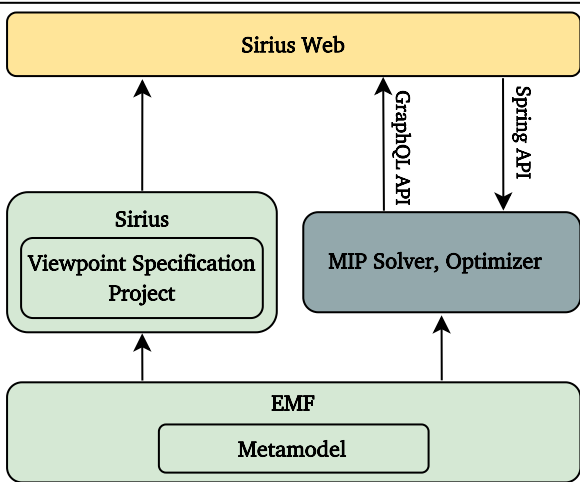 Sirius Web
GraphQL API
Spring API
Sirius
Viewpoint Specification
Project
MIP Solver, Optimizer
EMF
Metamodel